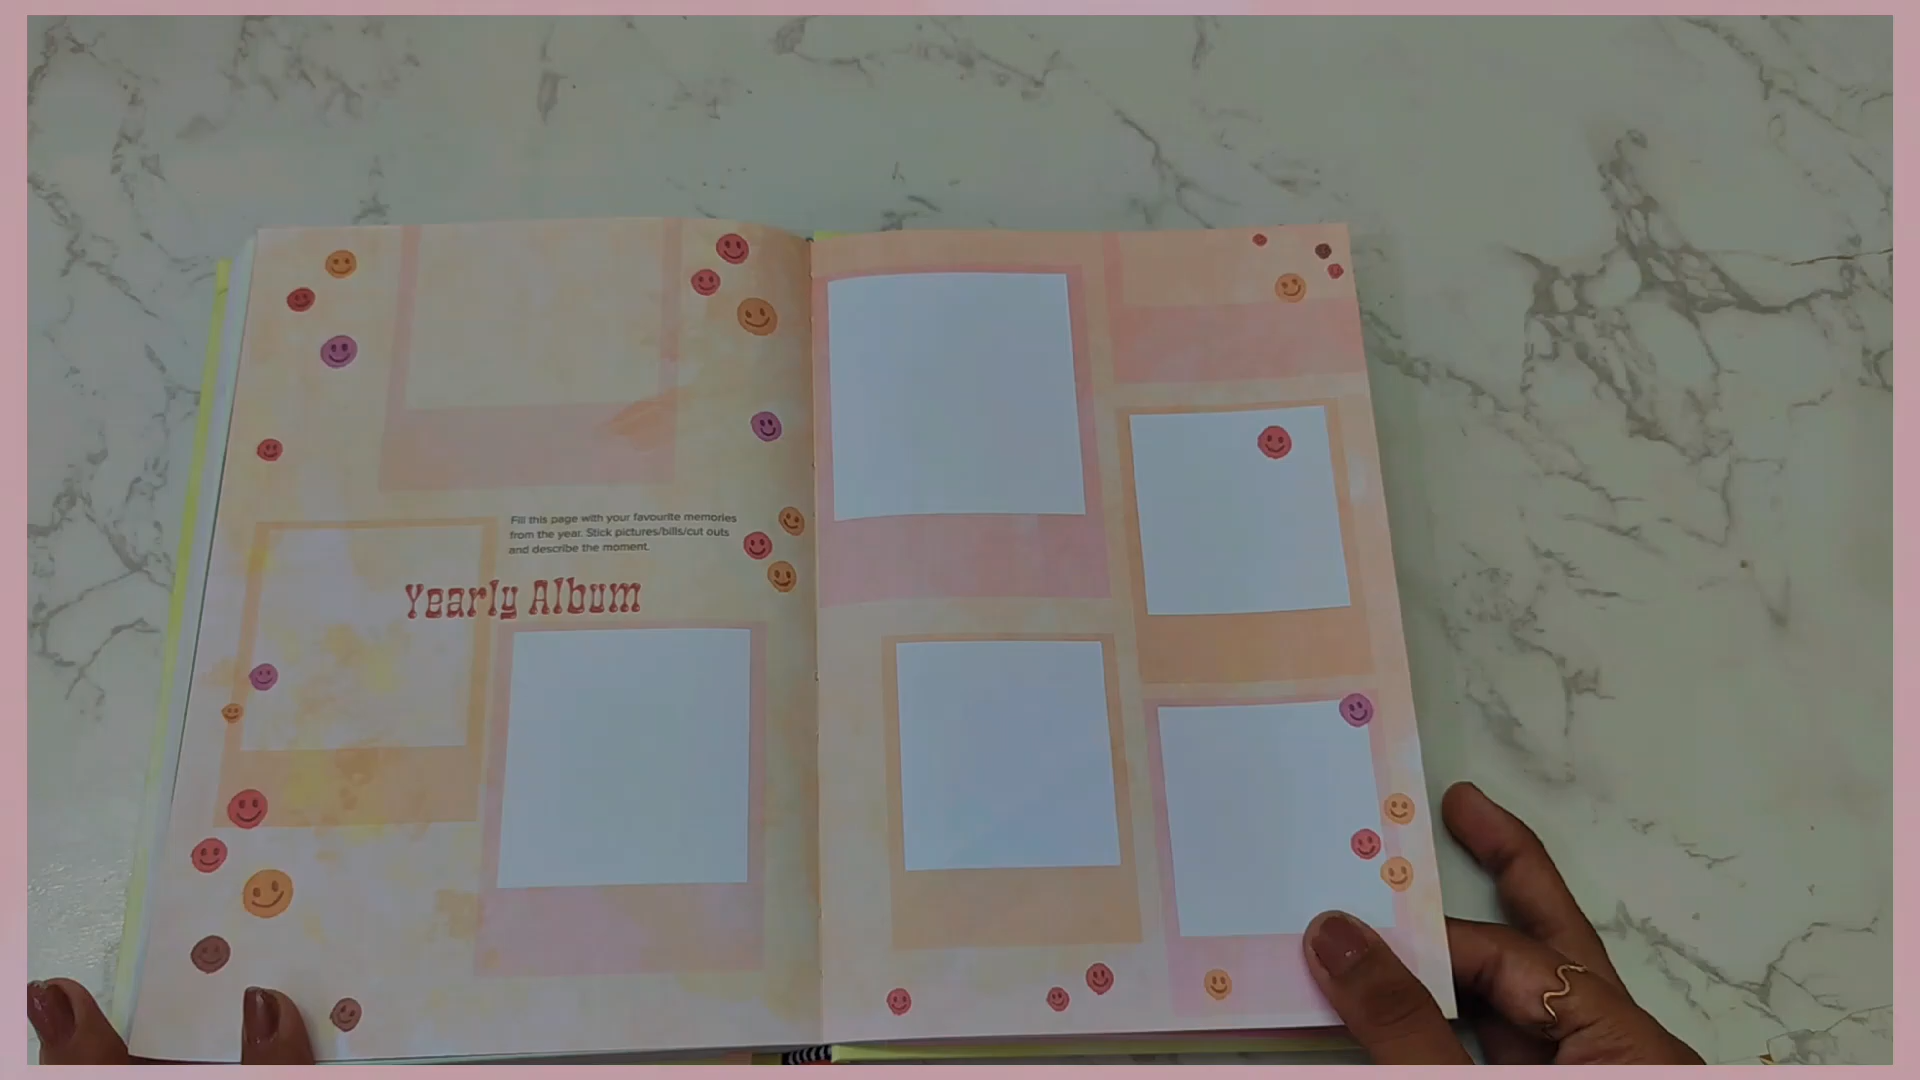 Fill this page with your favourite memories
from the year. Stick pictures/bills/cut outs
and describe the moment.
Yearly Album